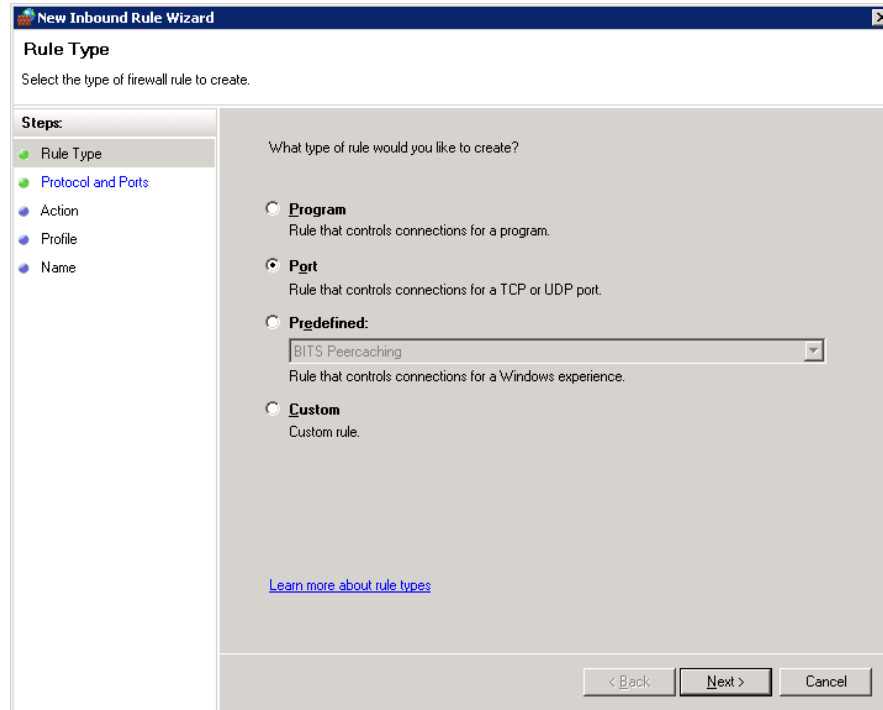 New Inbound Rule Wizard
Rule Type
Select the type of firewall rule to create.
Steps:
Rule Type
Protocol and Ports
Action
Profile
Name
What type of rule would you like to create?
Program
Rule that controls connections for a program.
Port
Rule that controls connections for a TCP or UDP port.
Predefined:
BITS Peercaching
Rule that controls connections for a Windows experience.
Custom
Custom rule.
Learn more about rule types
< Back
Next >
Cancel